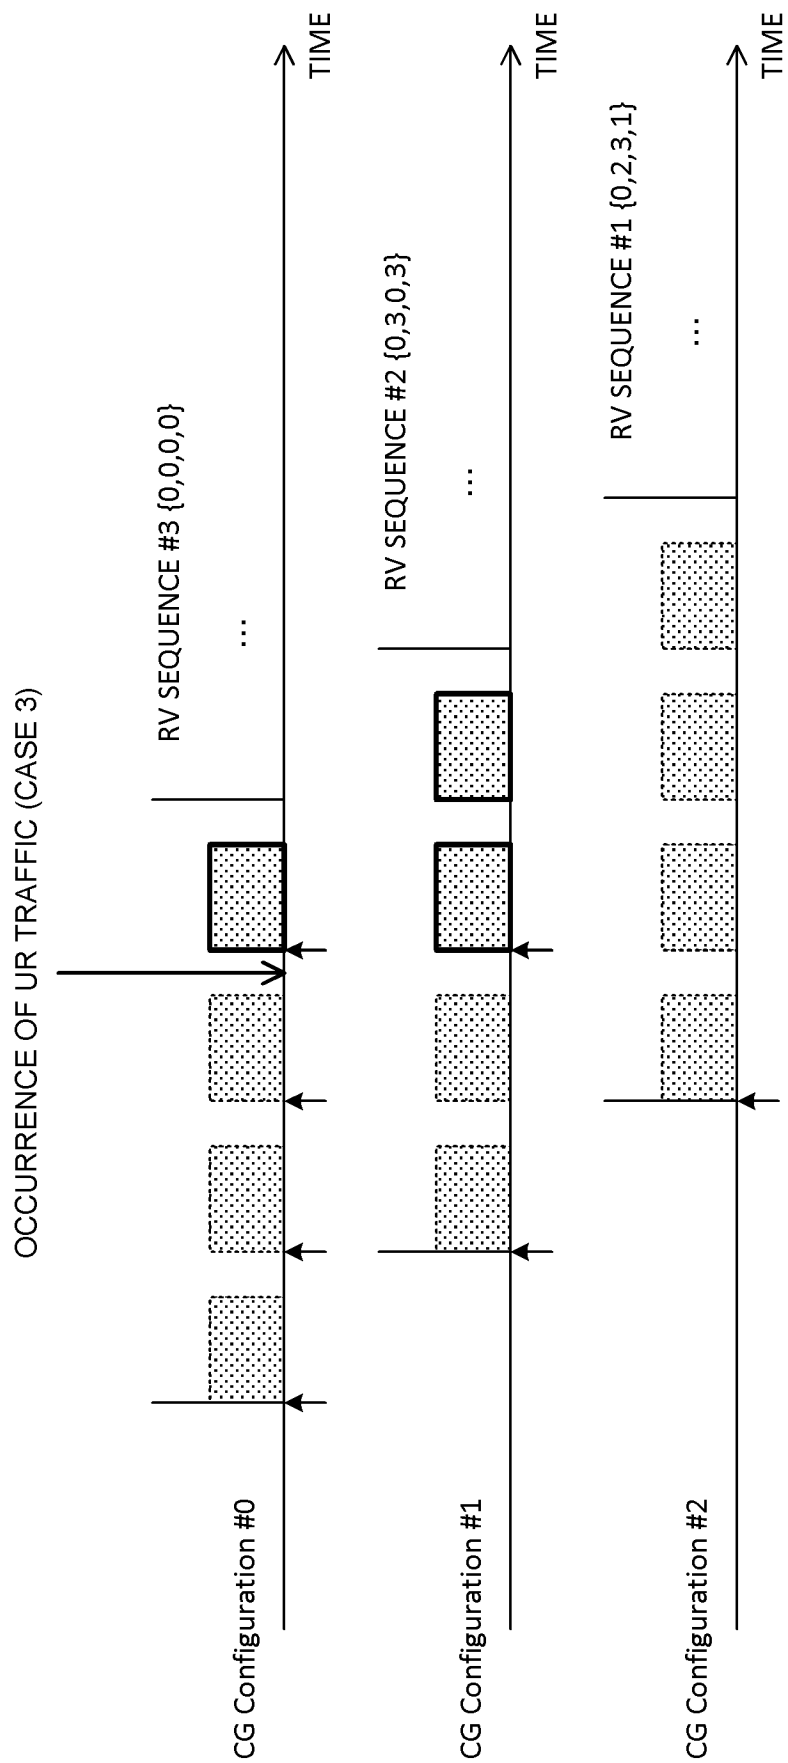 OCCURRENCE OF UR TRAFFIC (CASE 3)
CG Configuration #0
RV SEQUENCE #3 {0,0,0,0}
...
TIME
CG Configuration #1
RV SEQUENCE #2 {0,3,0,3}
...
TIME
CG Configuration #2
RV SEQUENCE #1 {0,2,3,1}
...
TIME